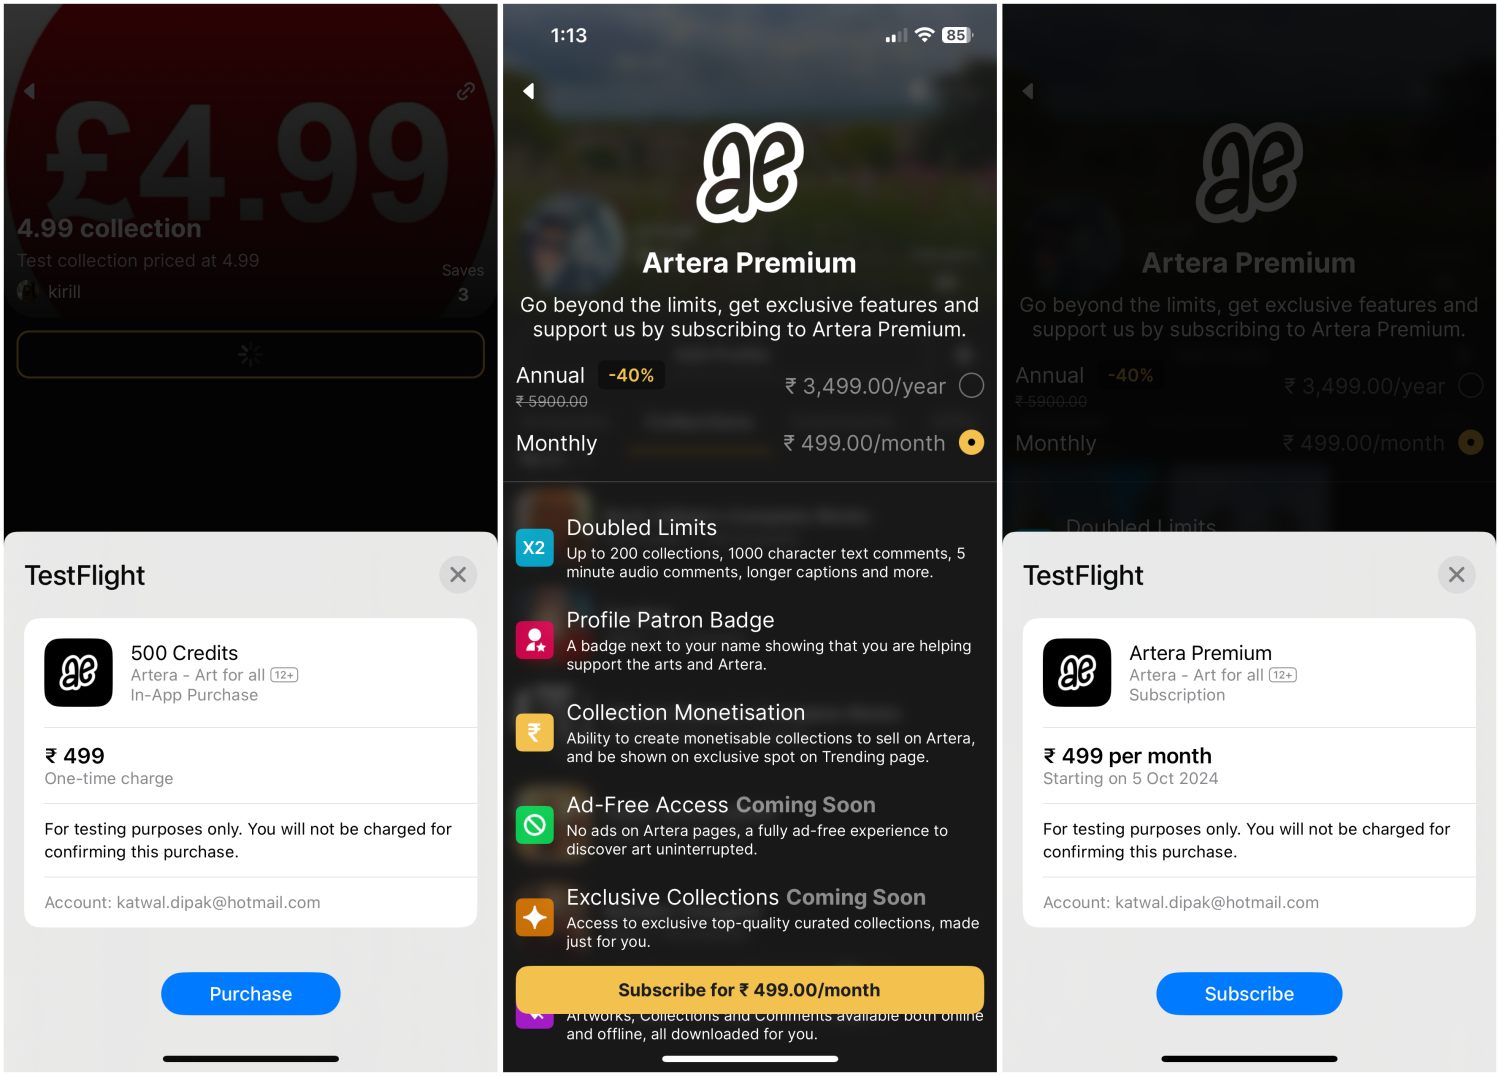 £4.99
4.99 collection
Test collection priced at 4.99
kirill
Saves
3
TestFlight
500 Credits
Artera - Art for all 12+
In-App Purchase
₹ 499
One-time charge
For testing purposes only. You will not be charged for
confirming this purchase.
Account: katwal.dipak@hotmail.com
Purchase
1:13
85
æ
Artera Premium
Go beyond the limits, get exclusive features and
support us by subscribing to Artera Premium.
Annual -40% ₹ 3,499.00/year
₹ 5900.00
Monthly ₹ 499.00/month
X2
Doubled Limits
Up to 200 collections, 1000 character text comments, 5
minute audio comments, longer captions and more.
Profile Patron Badge
A badge next to your name showing that you are helping
support the arts and Artera.
₹
Collection Monetisation
Ability to create monetisable collections to sell on Artera,
and be shown on exclusive spot on Trending page.
Ad-Free Access Coming Soon
No ads on Artera pages, a fully ad-free experience to
discover art uninterrupted.
Exclusive Collections Coming Soon
Access to exclusive top-quality curated collections, made
just for you.
Subscribe for ₹ 499.00/month
Artworks, Collections and Comments available both online
and offline, all downloaded for you.
æ
Artera Premium
Go beyond the limits, get exclusive features and
support us by subscribing to Artera Premium.
Annual -40% ₹ 3,499.00/year
₹ 5900.00
Monthly ₹ 499.00/month
Doubled Limits
TestFlight
Artera Premium
Artera - Art for all 12+
Subscription
₹ 499 per month
Starting on 5 Oct 2024
For testing purposes only. You will not be charged for
confirming this purchase.
Account: katwal.dipak@hotmail.com
Subscribe